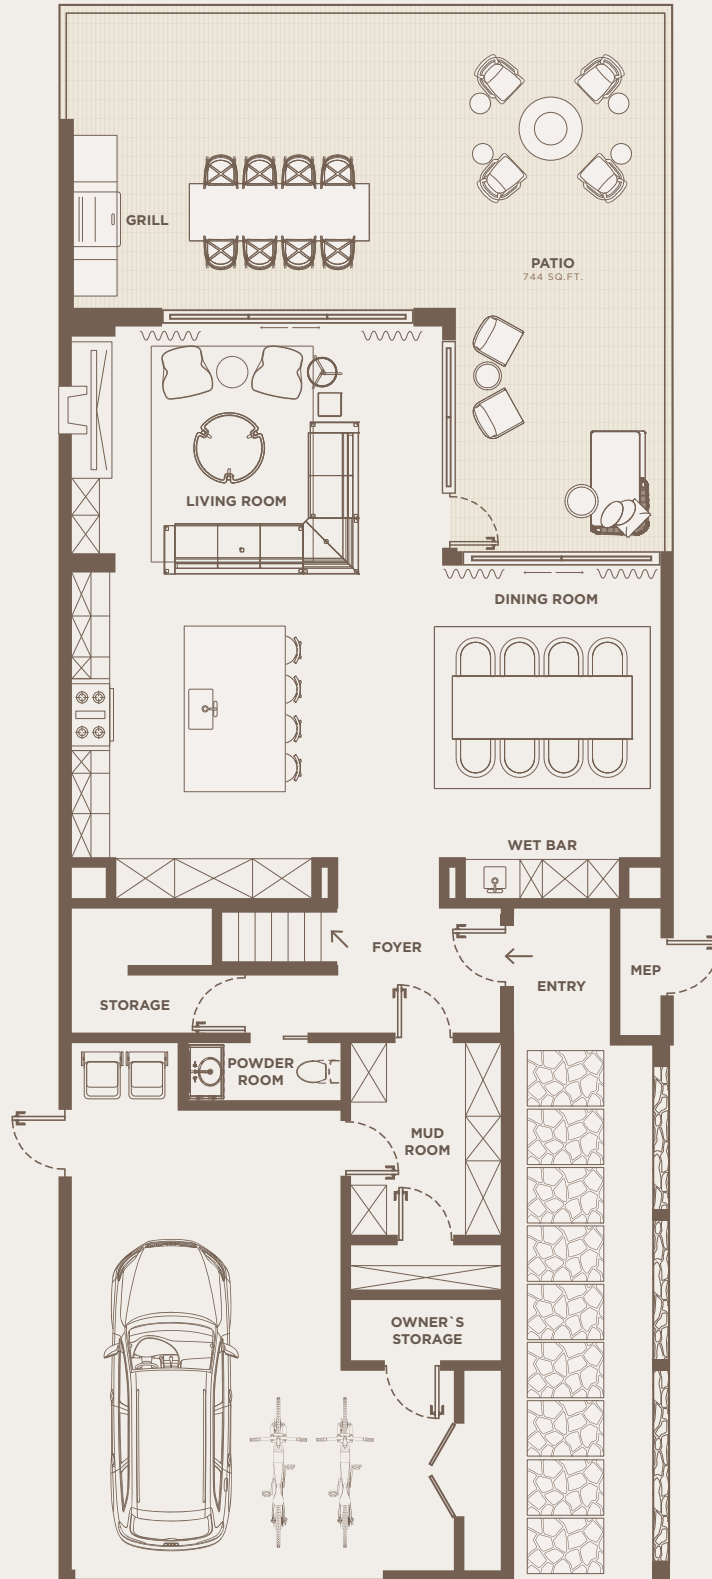 GRILL
PATIO
744 SQ.FT.
LIVING ROOM
DINING ROOM
WET BAR
FOYER
MEP
ENTRY
STORAGE
POWDER
ROOM
MUD
ROOM
OWNER`S
STORAGE